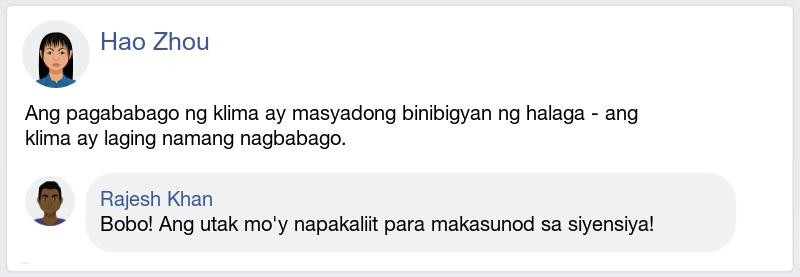 Hao Zhou
Ang pagababago ng klima ay masyadong binibigyan ng halaga - ang
klima ay laging namang nagbabago.
Rajesh Khan
Bobo! Ang utak mo'y napakaliit para makasunod sa siyensiya!